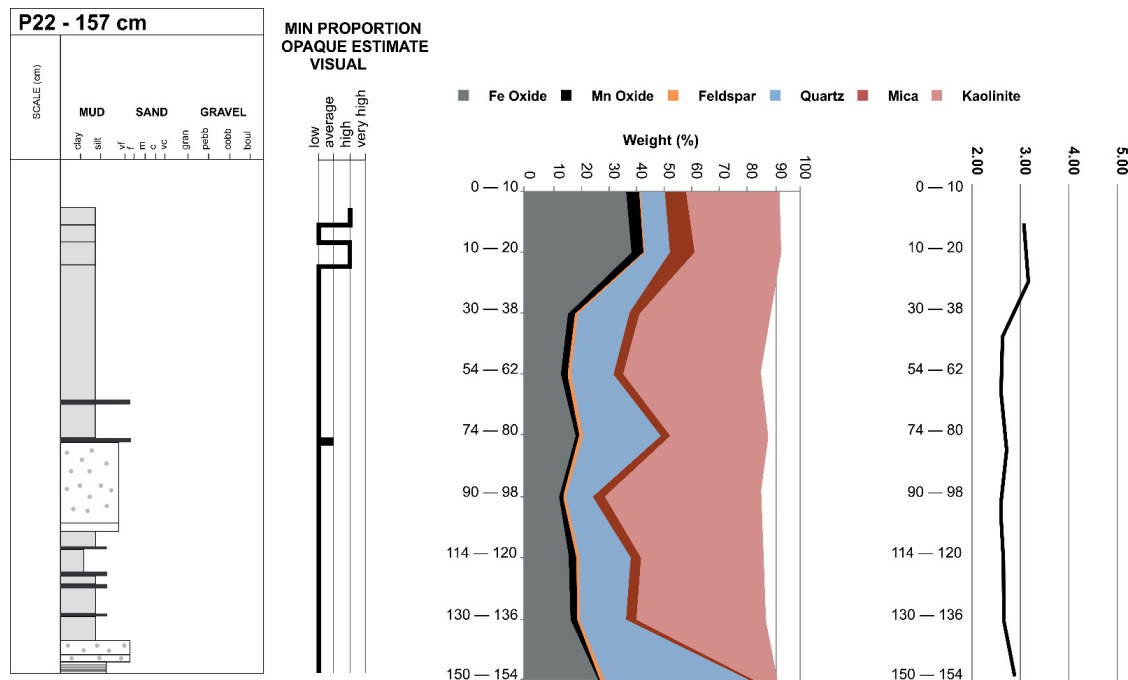 P22 - 157 cm
SCALE (cm)
MUD SAND GRAVEL
clay silt vf f m c vc gran pebb cobb boul
MIN PROPORTION
OPAQUE ESTIMATE
VISUAL
low average high very high
Fe Oxide Mn Oxide Feldspar Quartz Mica Kaolinite
Weight (%)
0 10 20 30 40 50 60 70 80 90 100
0 — 10
10 — 20
30 — 38
54 — 62
74 — 80
90 — 98
114 — 120
130 — 136
150 — 154
2.00 3.00 4.00 5.00
0 — 10
10 — 20
30 — 38
54 — 62
74 — 80
90 — 98
114 — 120
130 — 136
150 — 154